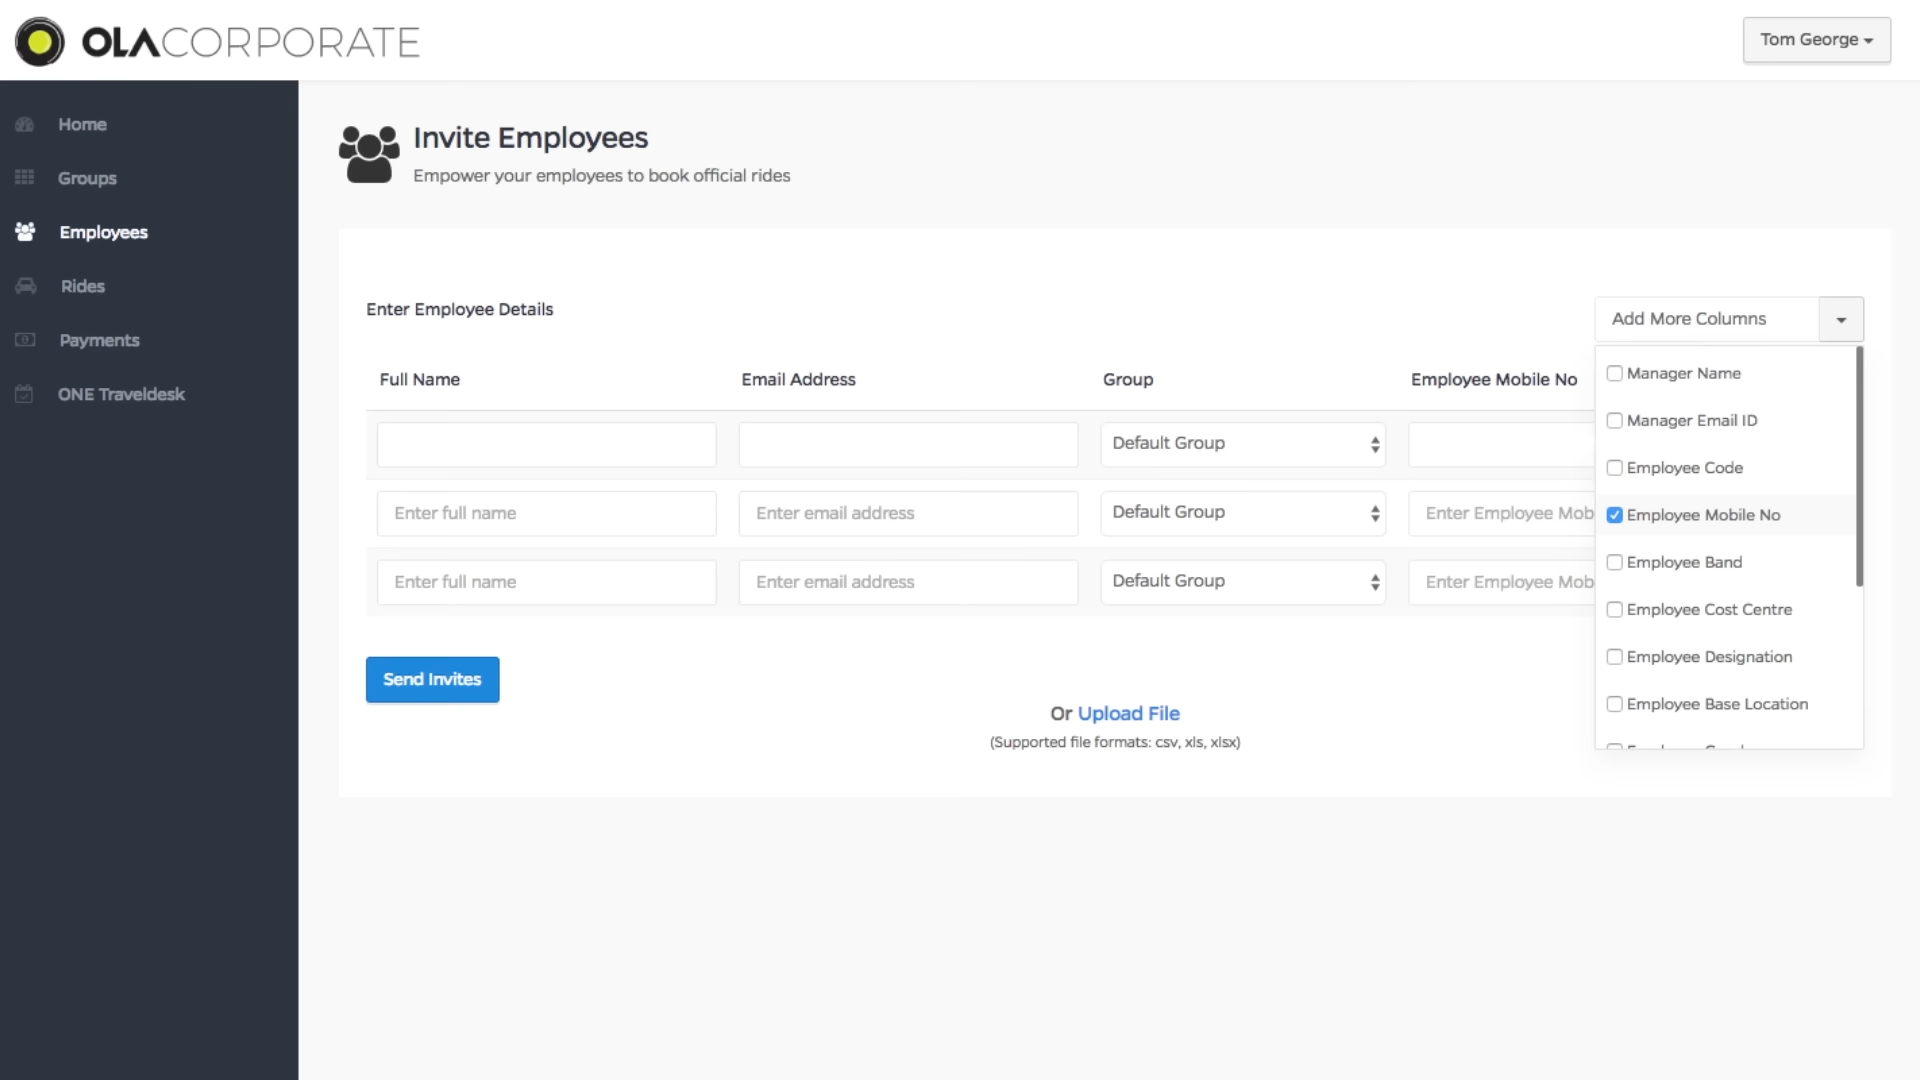 OLACORPORATE
Tom George
Home
Groups
Employees
Rides
Payments
ONE Traveldesk
Invite Employees
Empower your employees to book official rides
Enter Employee Details
Add More Columns
Full Name Email Address Group Employee Mobile No
Default Group
Enter full name Enter email address Default Group Enter Employee Mob
Enter full name Enter email address Default Group Enter Employee Mob
Manager Name
Manager Email ID
Employee Code
Employee Mobile No
Employee Band
Employee Cost Centre
Employee Designation
Employee Base Location
Send Invites
Or Upload File
(Supported file formats: csv, xls, xlsx)